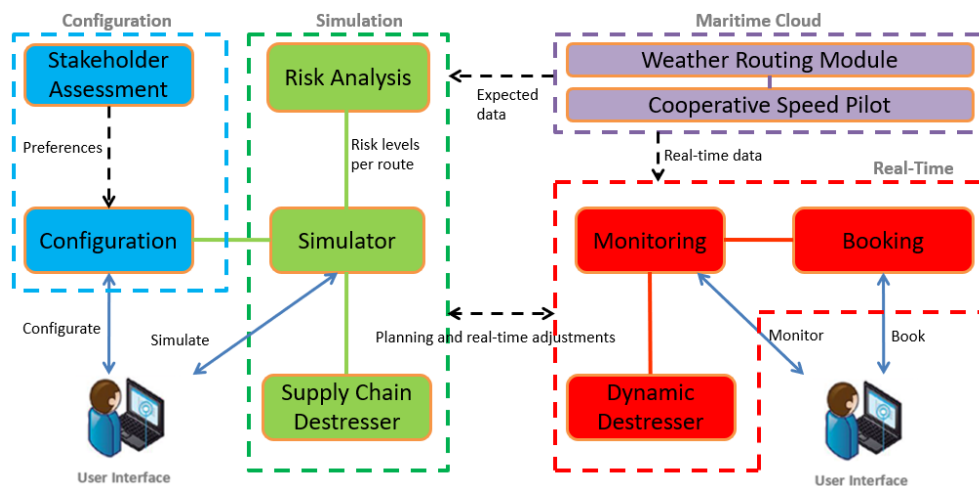 Configuration
Simulation
Maritime Cloud
Stakeholder
Assessment
Risk Analysis
Weather Routing Module
Expected
data
Cooperative Speed Pilot
Preferences
Risk levels
per route
Real-time data
Real-Time
Configuration
Simulator
Monitoring
Booking
Configurate
Simulate
Planning and real-time adjustments
Monitor
Book
Supply Chain
Destresser
Dynamic
Destresser
User Interface
User Interface